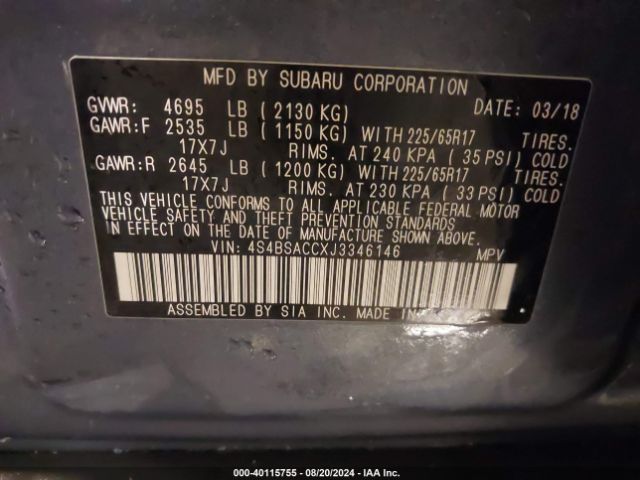 MFD BY SUBARU CORPORATION
GVWR: 4695 LB ( 2130 KG) DATE: 03/18
GAWR:F 2535 LB ( 1150 KG) WITH 225/65R17 TIRES.
17X7J RIMS. AT 240 KPA ( 35 PSI) COLD
GAWR:R 2645 LB ( 1200 KG) WITH 225/65R17 TIRES.
17X7J RIMS. AT 230 KPA ( 33 PSI) COLD
THIS VEHICLE CONFORMS TO ALL APPLICABLE FEDERAL MOTOR
VEHICLE SAFETY AND THEFT PREVENTION STANDARDS
IN EFFECT ON THE DATE OF MANUFACTURE SHOWN ABOVE.
VIN: 4S4BSACCXJ3346146 MPV
ASSEMBLED BY SIA INC. MADE IN
000-40115755 - 08/20/2024 - IAA Inc.